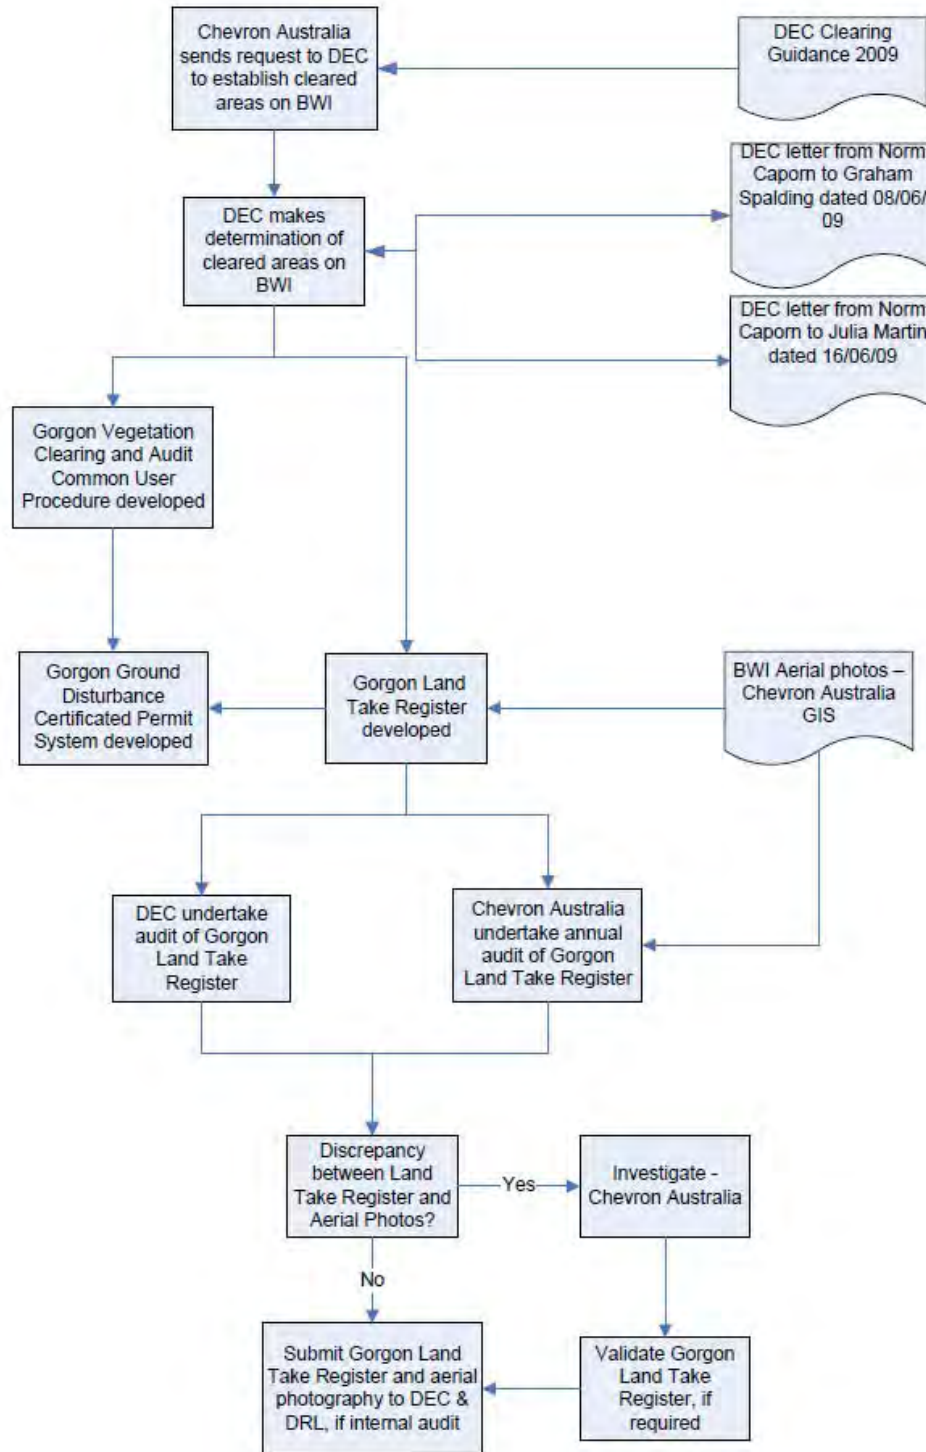 Chevron Australia
sends request to DEC
to establish cleared
areas on BWI
DEC Clearing
Guidance 2009
DEC letter from Norm
Caporn to Graham
Spalding dated 08/06/
09
DEC makes
determination of
cleared areas on
BWI
DEC letter from Norm
Caporn to Julia Martin
dated 16/06/09
Gorgon Vegetation
Clearing and Audit
Common User
Procedure developed
Gorgon Ground
Disturbance
Certificated Permit
System developed
Gorgon Land
Take Register
developed
BWI Aerial photos –
Chevron Australia
GIS
DEC undertake
audit of Gorgon
Land Take
Register
Chevron Australia
undertake annual
audit of Gorgon
Land Take Register
Discrepancy
between Land
Take Register and
Aerial Photos?
Yes
Investigate -
Chevron Australia
No
Submit Gorgon Land
Take Register and aerial
photography to DEC &
DRL, if internal audit
Validate Gorgon
Land Take
Register, if
required